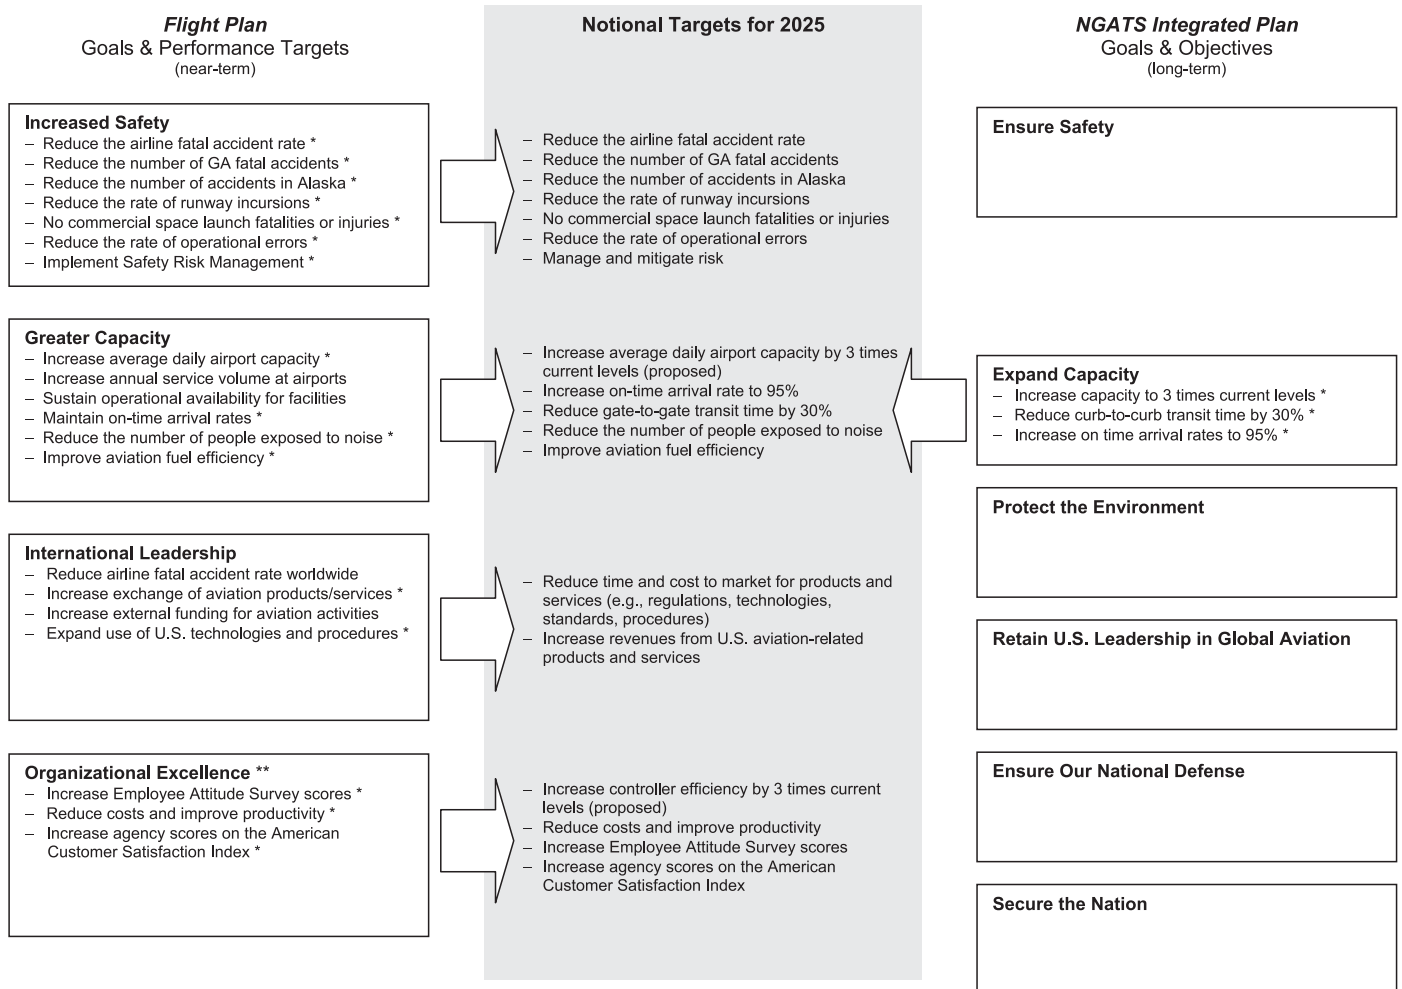 Flight Plan
Goals & Performance Targets
(near-term)
Increased Safety
– Reduce the airline fatal accident rate *
– Reduce the number of GA fatal accidents *
– Reduce the number of accidents in Alaska *
– Reduce the rate of runway incursions *
– No commercial space launch fatalities or injuries *
– Reduce the rate of operational errors *
– Implement Safety Risk Management *
Greater Capacity
– Increase average daily airport capacity *
– Increase annual service volume at airports
– Sustain operational availability for facilities
– Maintain on-time arrival rates *
– Reduce the number of people exposed to noise *
– Improve aviation fuel efficiency *
International Leadership
– Reduce airline fatal accident rate worldwide
– Increase exchange of aviation products/services *
– Increase external funding for aviation activities
– Expand use of U.S. technologies and procedures *
Organizational Excellence **
– Increase Employee Attitude Survey scores *
– Reduce costs and improve productivity *
– Increase agency scores on the American
Customer Satisfaction Index *
Notional Targets for 2025
– Reduce the airline fatal accident rate
– Reduce the number of GA fatal accidents
– Reduce the number of accidents in Alaska
– Reduce the rate of runway incursions
– No commercial space launch fatalities or injuries
– Reduce the rate of operational errors
– Manage and mitigate risk
– Increase average daily airport capacity by 3 times
current levels (proposed)
– Increase on-time arrival rate to 95%
– Reduce gate-to-gate transit time by 30%
– Reduce the number of people exposed to noise
– Improve aviation fuel efficiency
– Reduce time and cost to market for products and
services (e.g., regulations, technologies,
standards, procedures)
– Increase revenues from U.S. aviation-related
products and services
– Increase controller efficiency by 3 times current
levels (proposed)
– Reduce costs and improve productivity
– Increase Employee Attitude Survey scores
– Increase agency scores on the American
Customer Satisfaction Index
NGATS Integrated Plan
Goals & Objectives
(long-term)
Ensure Safety
Expand Capacity
– Increase capacity to 3 times current levels *
– Reduce curb-to-curb transit time by 30% *
– Increase on time arrival rates to 95% *
Protect the Environment
Retain U.S. Leadership in Global Aviation
Ensure Our National Defense
Secure the Nation